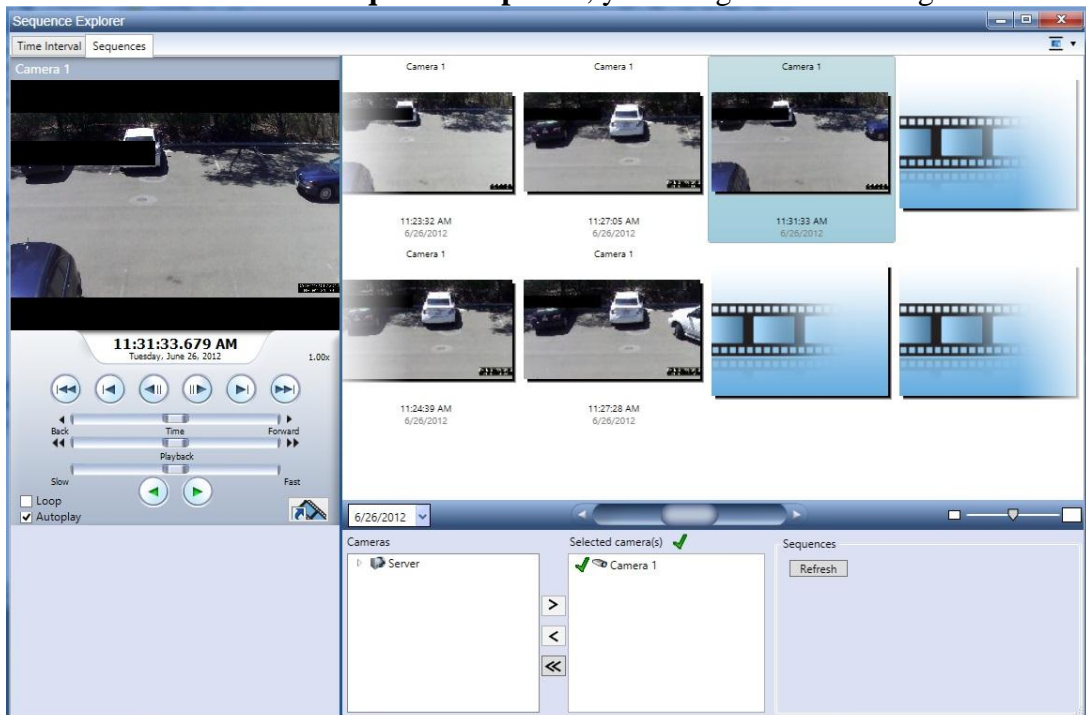 Sequence Explorer
Time Interval Sequences
Camera 1
11:31:33.679 AM
Tuesday, June 26, 2012
1.00x
Back Time Forward
Playback
Slow Fast
Loop
Autoplay
Camera 1 Camera 1 Camera 1
11:23:32 AM 11:27:05 AM 11:31:33 AM
6/26/2012 6/26/2012 6/26/2012
Camera 1 Camera 1
11:24:39 AM 11:27:28 AM
6/26/2012 6/26/2012
6/26/2012
Cameras Selected camera(s) Sequences
Server Camera 1 Refresh